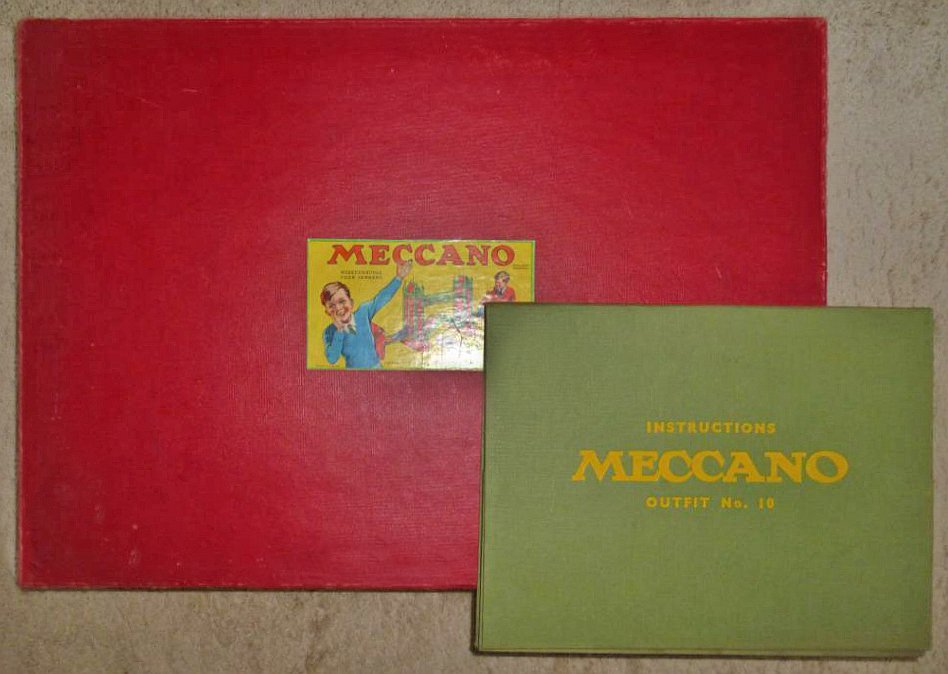 MECCANO
INSTRUCTIONS
MECCANO
OUTFIT No. 10